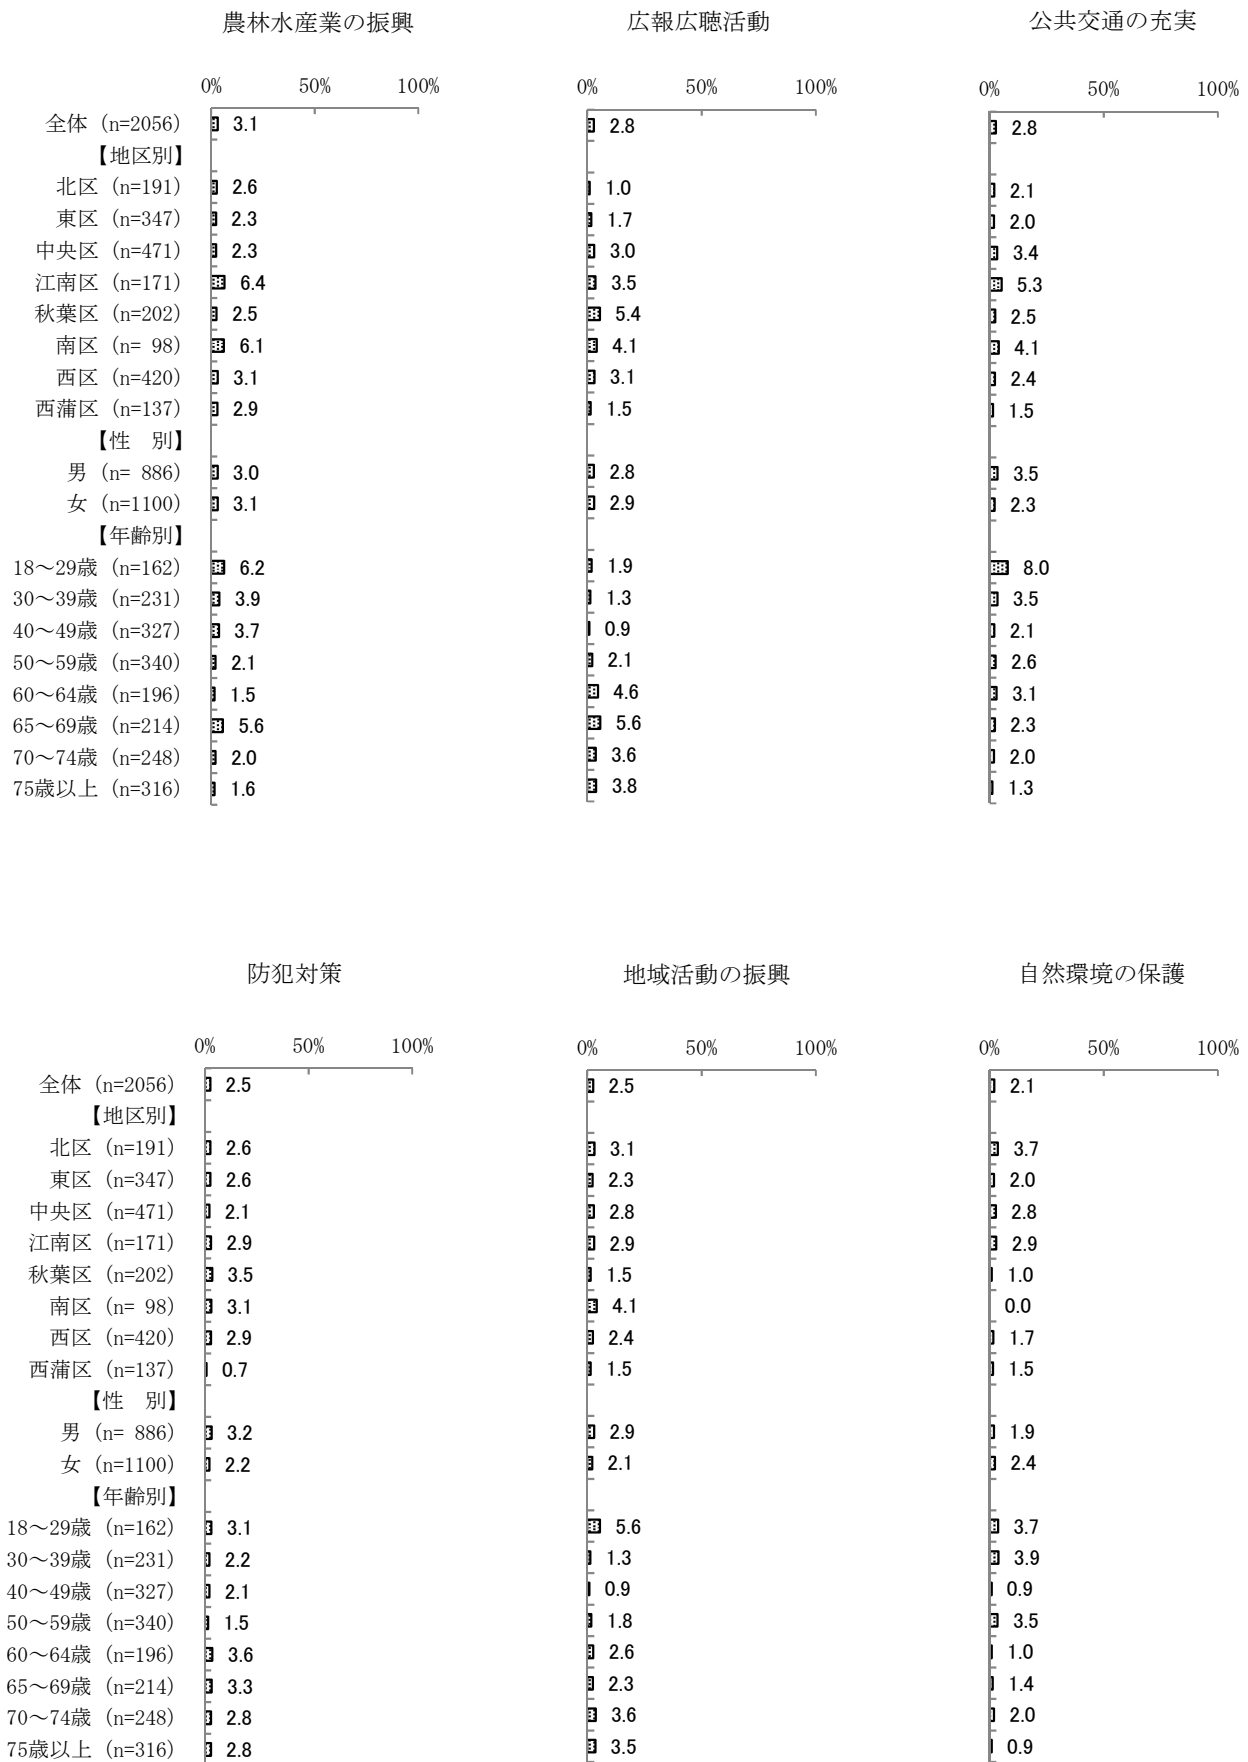 農林水産業の振興 広報広聴活動 公共交通の充実
0% 50% 100% 0% 50% 100% 0% 50% 100%
全体 (n=2056) 3.1 2.8 2.8
【地区別】
北区 (n=191) 2.6 1.0 2.1
東区 (n=347) 2.3 1.7 2.0
中央区 (n=471) 2.3 3.0 3.4
江南区 (n=171) 6.4 3.5 5.3
秋葉区 (n=202) 2.5 5.4 2.5
南区 (n= 98) 6.1 4.1 4.1
西区 (n=420) 3.1 3.1 2.4
西蒲区 (n=137) 2.9 1.5 1.5
【性　別】
男 (n= 886) 3.0 2.8 3.5
女 (n=1100) 3.1 2.9 2.3
【年齢別】
18～29歳 (n=162) 6.2 1.9 8.0
30～39歳 (n=231) 3.9 1.3 3.5
40～49歳 (n=327) 3.7 0.9 2.1
50～59歳 (n=340) 2.1 2.1 2.6
60～64歳 (n=196) 1.5 4.6 3.1
65～69歳 (n=214) 5.6 5.6 2.3
70～74歳 (n=248) 2.0 3.6 2.0
75歳以上 (n=316) 1.6 3.8 1.3
防犯対策 地域活動の振興 自然環境の保護
0% 50% 100% 0% 50% 100% 0% 50% 100%
全体 (n=2056) 2.5 2.5 2.1
【地区別】
北区 (n=191) 2.6 3.1 3.7
東区 (n=347) 2.6 2.3 2.0
中央区 (n=471) 2.1 2.8 2.8
江南区 (n=171) 2.9 2.9 2.9
秋葉区 (n=202) 3.5 1.5 1.0
南区 (n= 98) 3.1 4.1 0.0
西区 (n=420) 2.9 2.4 1.7
西蒲区 (n=137) 0.7 1.5 1.5
【性　別】
男 (n= 886) 3.2 2.9 1.9
女 (n=1100) 2.2 2.1 2.4
【年齢別】
18～29歳 (n=162) 3.1 5.6 3.7
30～39歳 (n=231) 2.2 1.3 3.9
40～49歳 (n=327) 2.1 0.9 0.9
50～59歳 (n=340) 1.5 1.8 3.5
60～64歳 (n=196) 3.6 2.6 1.0
65～69歳 (n=214) 3.3 2.3 1.4
70～74歳 (n=248) 2.8 3.6 2.0
75歳以上 (n=316) 2.8 3.5 0.9